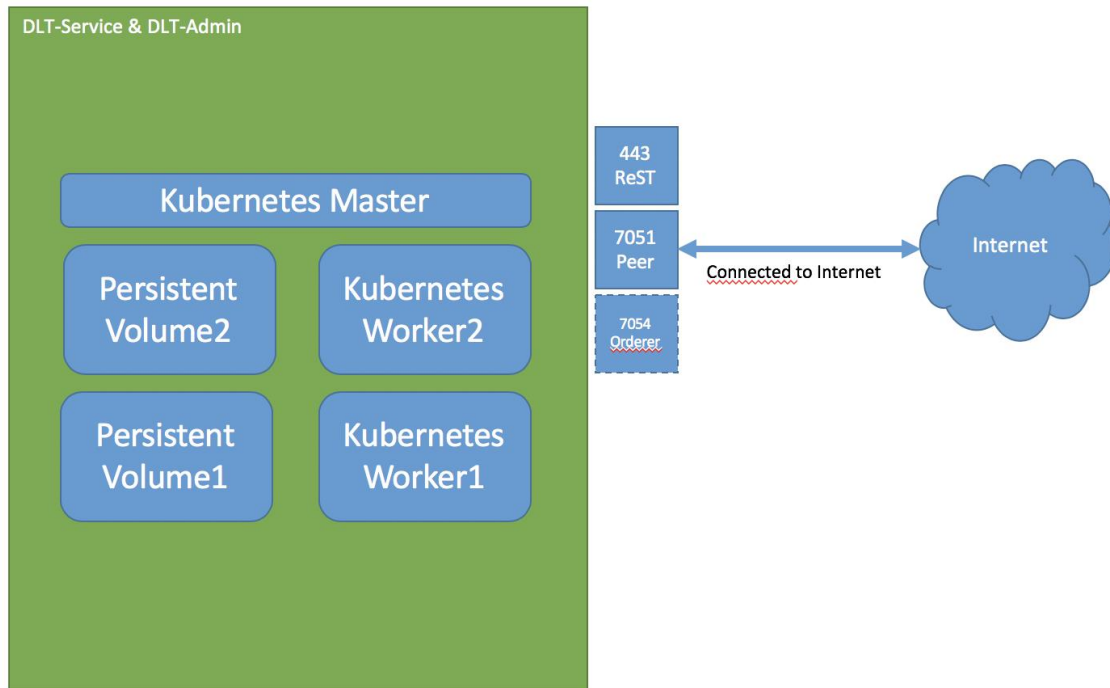 DLT-Service & DLT-Admin
Kubernetes Master
Persistent
Volume2
Kubernetes
Worker2
Persistent
Volume1
Kubernetes
Worker1
443
ReST
7051
Peer
7054
Orderer
Connected to Internet
Internet